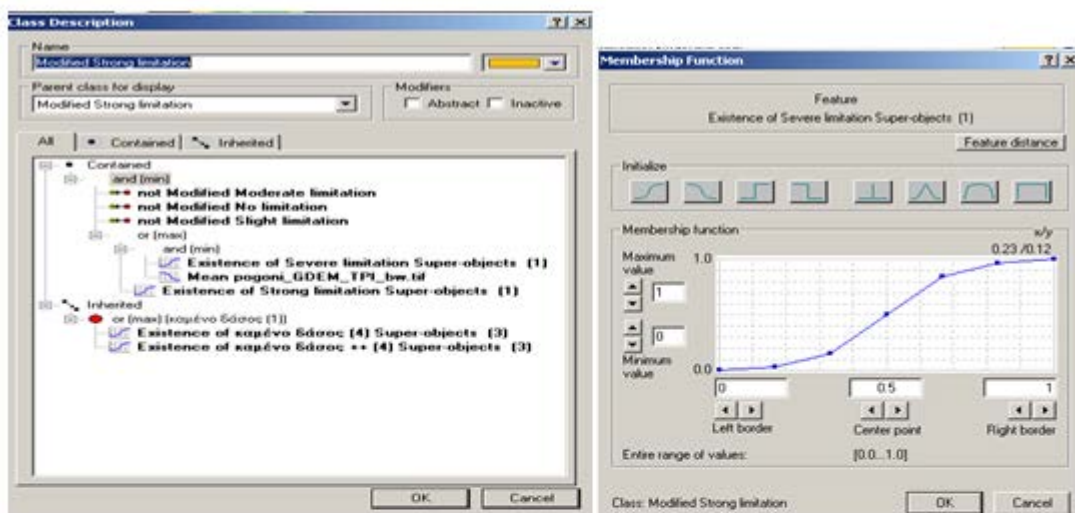 Class Description
Name
Modified Strong limitation
Parent class for display
Modified Strong limitation
Modifiers
Abstract Inactive
All Contained Inherited
Contained
and (min)
not Modified Moderate limitation
not Modified No limitation
not Modified Slight limitation
or (max)
and (min)
Existence of Severe limitation Super-objects (1)
Mean pogoni_GDEM_TPI_bw.tif
Existence of Strong limitation Super-objects (1)
Inherited
or (max) (καμένο δάσος (1))
Existence of καμένο δάσος (4) Super-objects (3)
Existence of καμένο δάσος ++ (4) Super-objects (3)
OK Cancel
Membership Function
Feature
Existence of Severe limitation Super-objects (1)
Feature distance
Initialize
Membership function x/y
0.23 /0.12
Maximum value
1.0
1
0
Minimum value
0.0
0 0.5 1
Left border Center point Right border
Entire range of values: [0.0...1.0]
Class: Modified Strong limitation OK Cancel